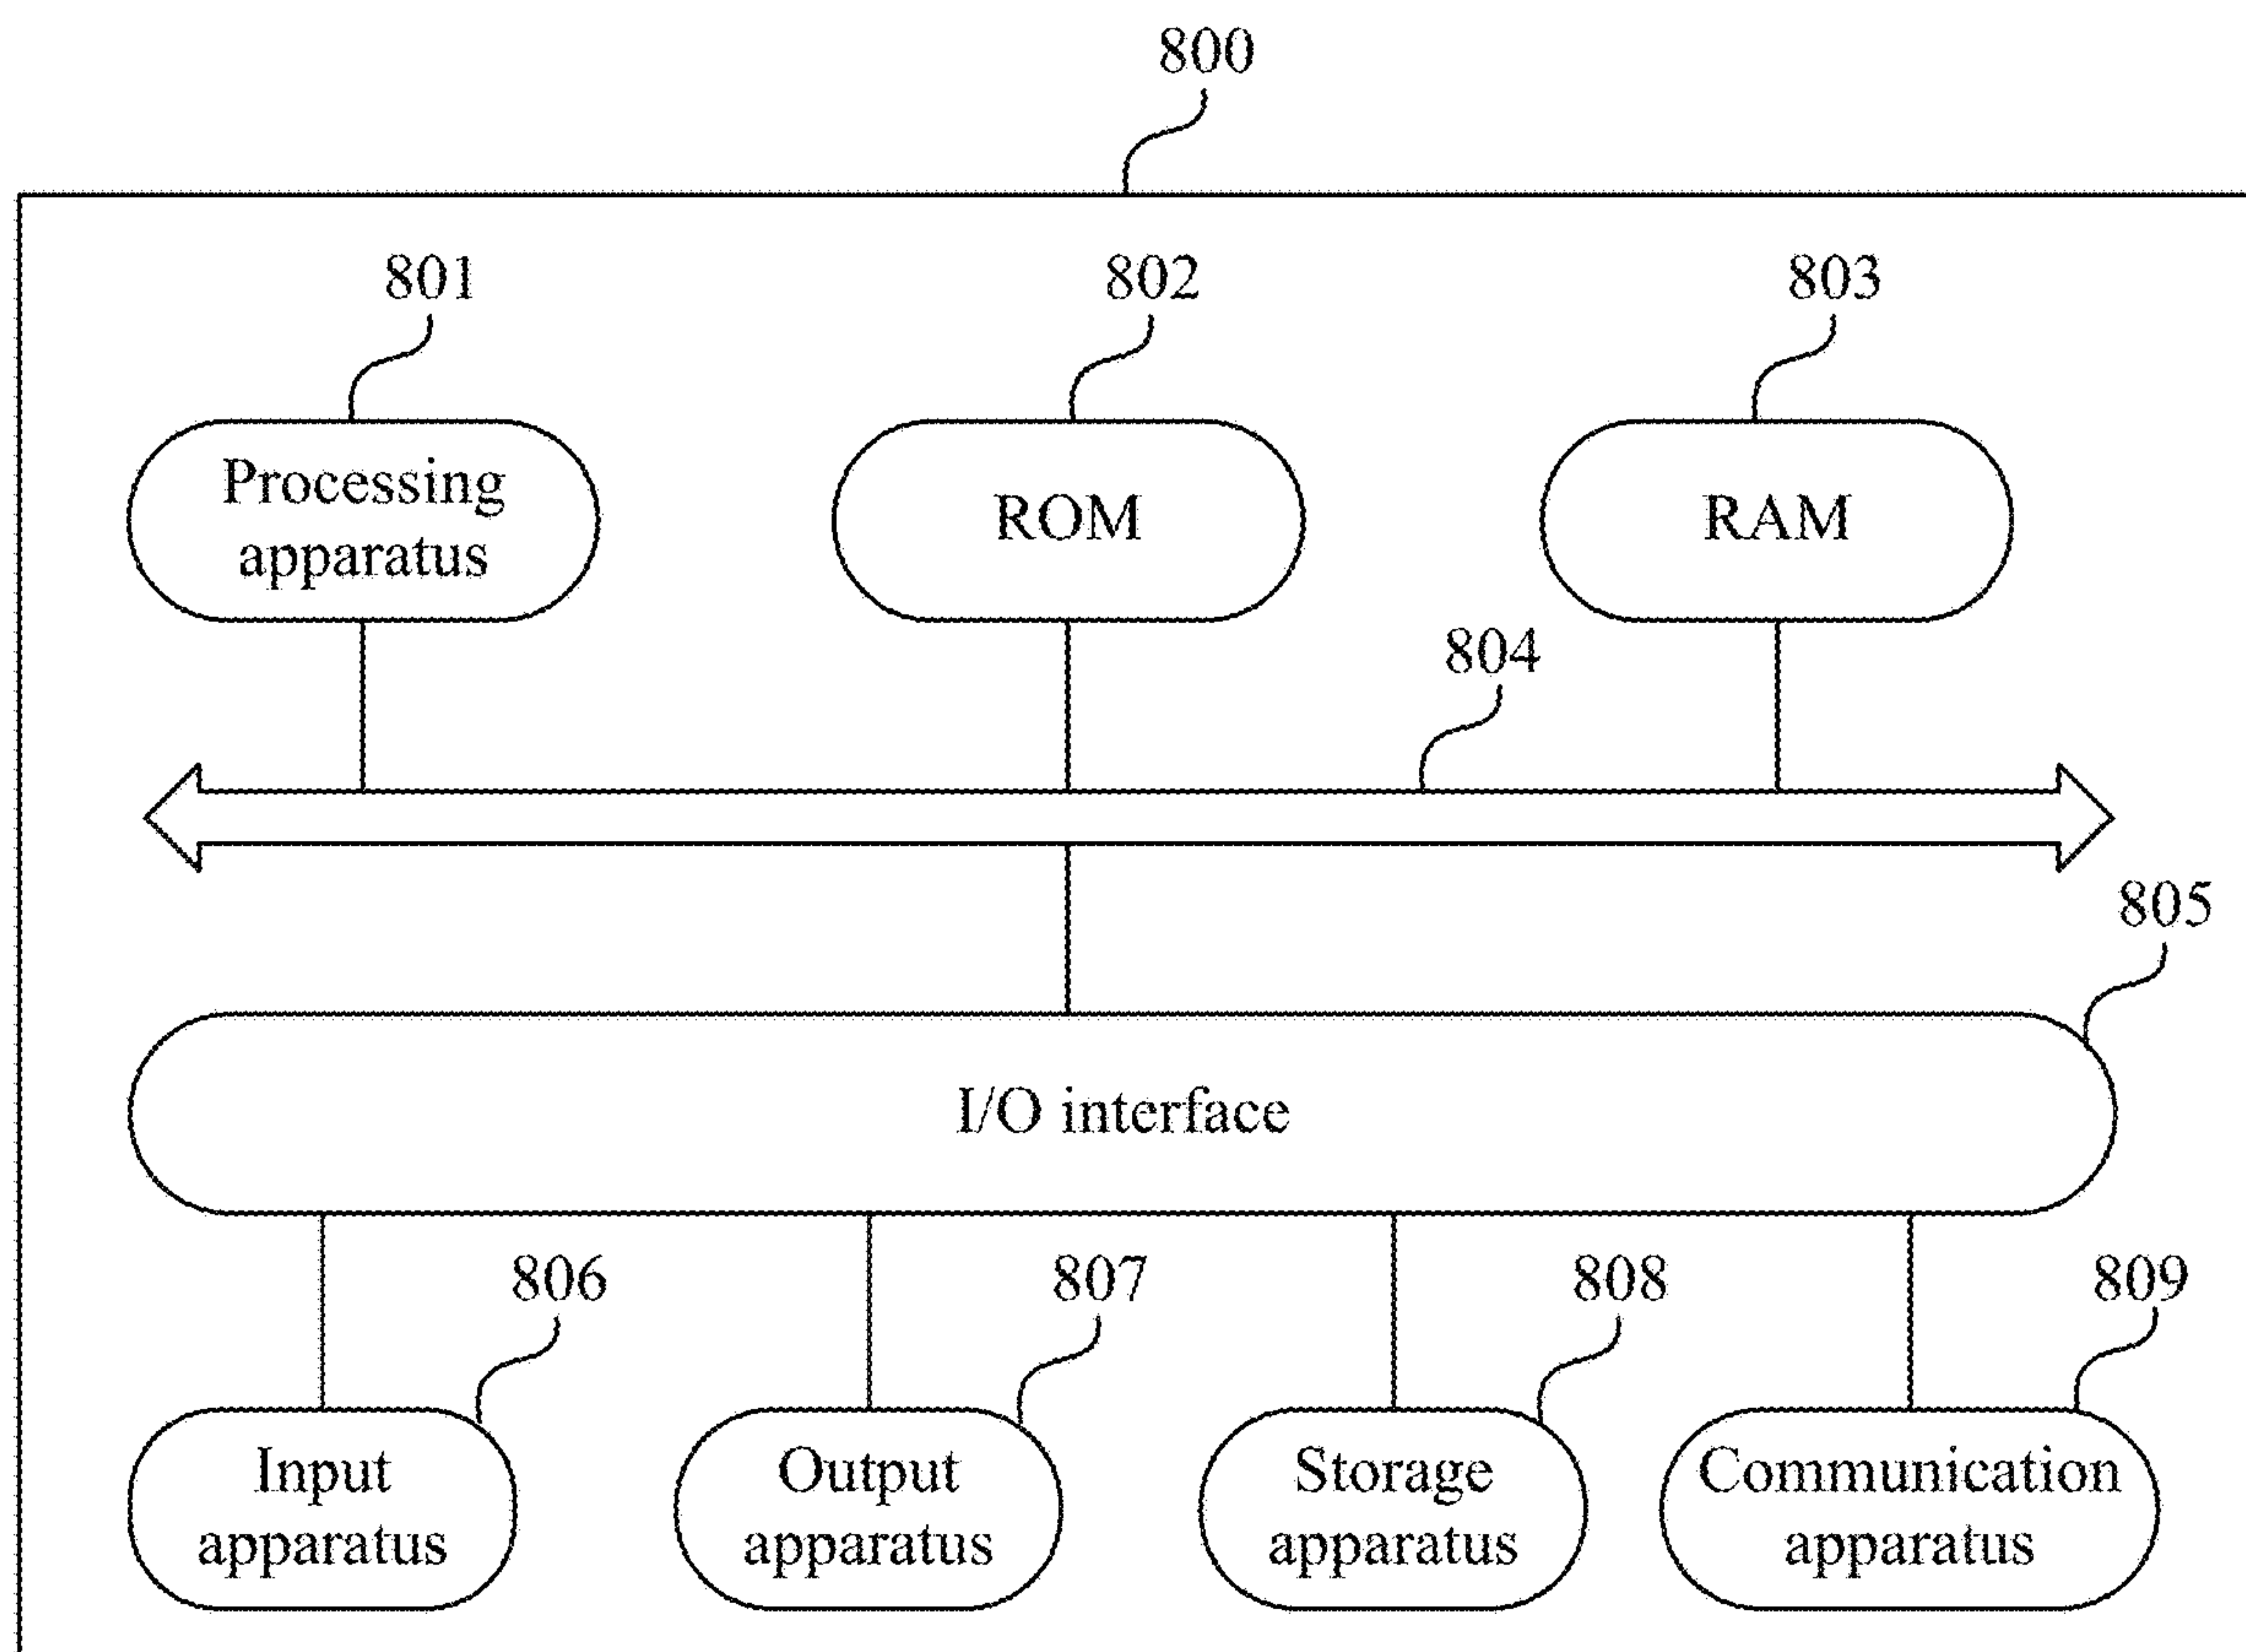 800
801
802
803
Processing
apparatus
ROM
RAM
804
805
I/O interface
806
807
808
809
Input
apparatus
Output
apparatus
Storage
apparatus
Communication
apparatus